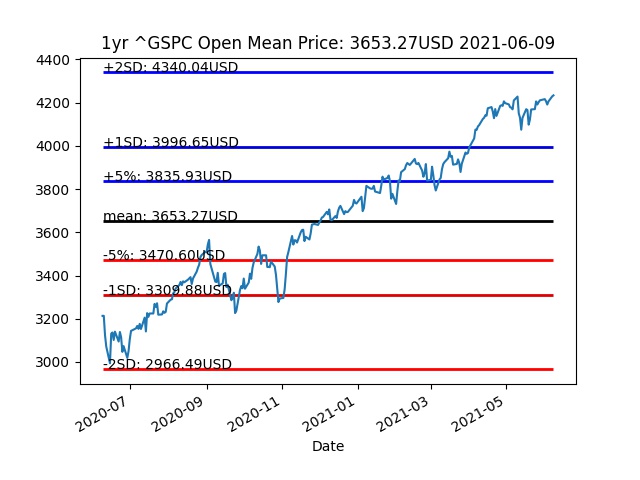 1yr ^GSPC Open Mean Price: 3653.27USD 2021-06-09
4400
+2SD: 4340.04USD
4200
4000
+1SD: 3996.65USD
+5%: 3835.93USD
3800
mean: 3653.27USD
3600
-5%: 3470.60USD
3400
-1SD: 3309.88USD
3200
3000
-2SD: 2966.49USD
2020-07
2020-09
2020-11
2021-01
2021-03
2021-05
Date